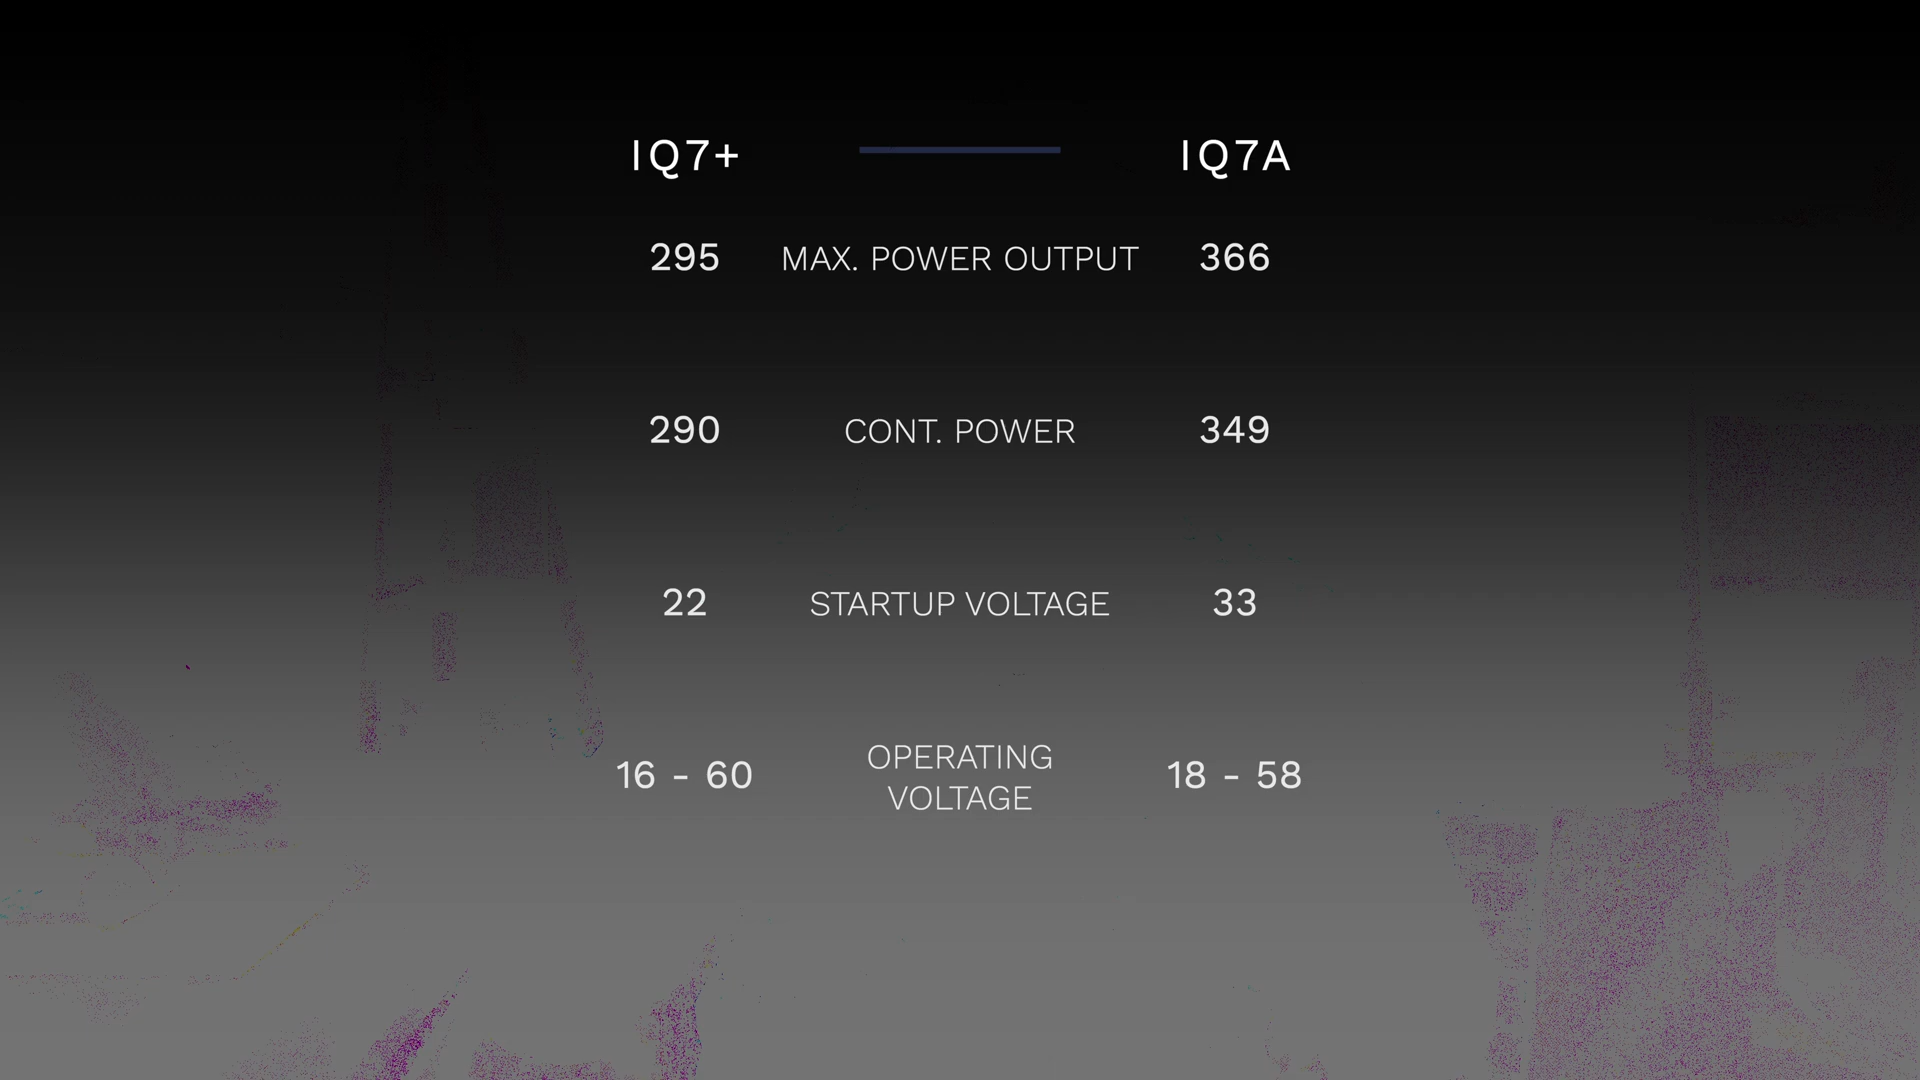 IQ7+ IQ7A
295 MAX. POWER OUTPUT 366
290 CONT. POWER 349
22 STARTUP VOLTAGE 33
16 - 60 OPERATING VOLTAGE 18 - 58